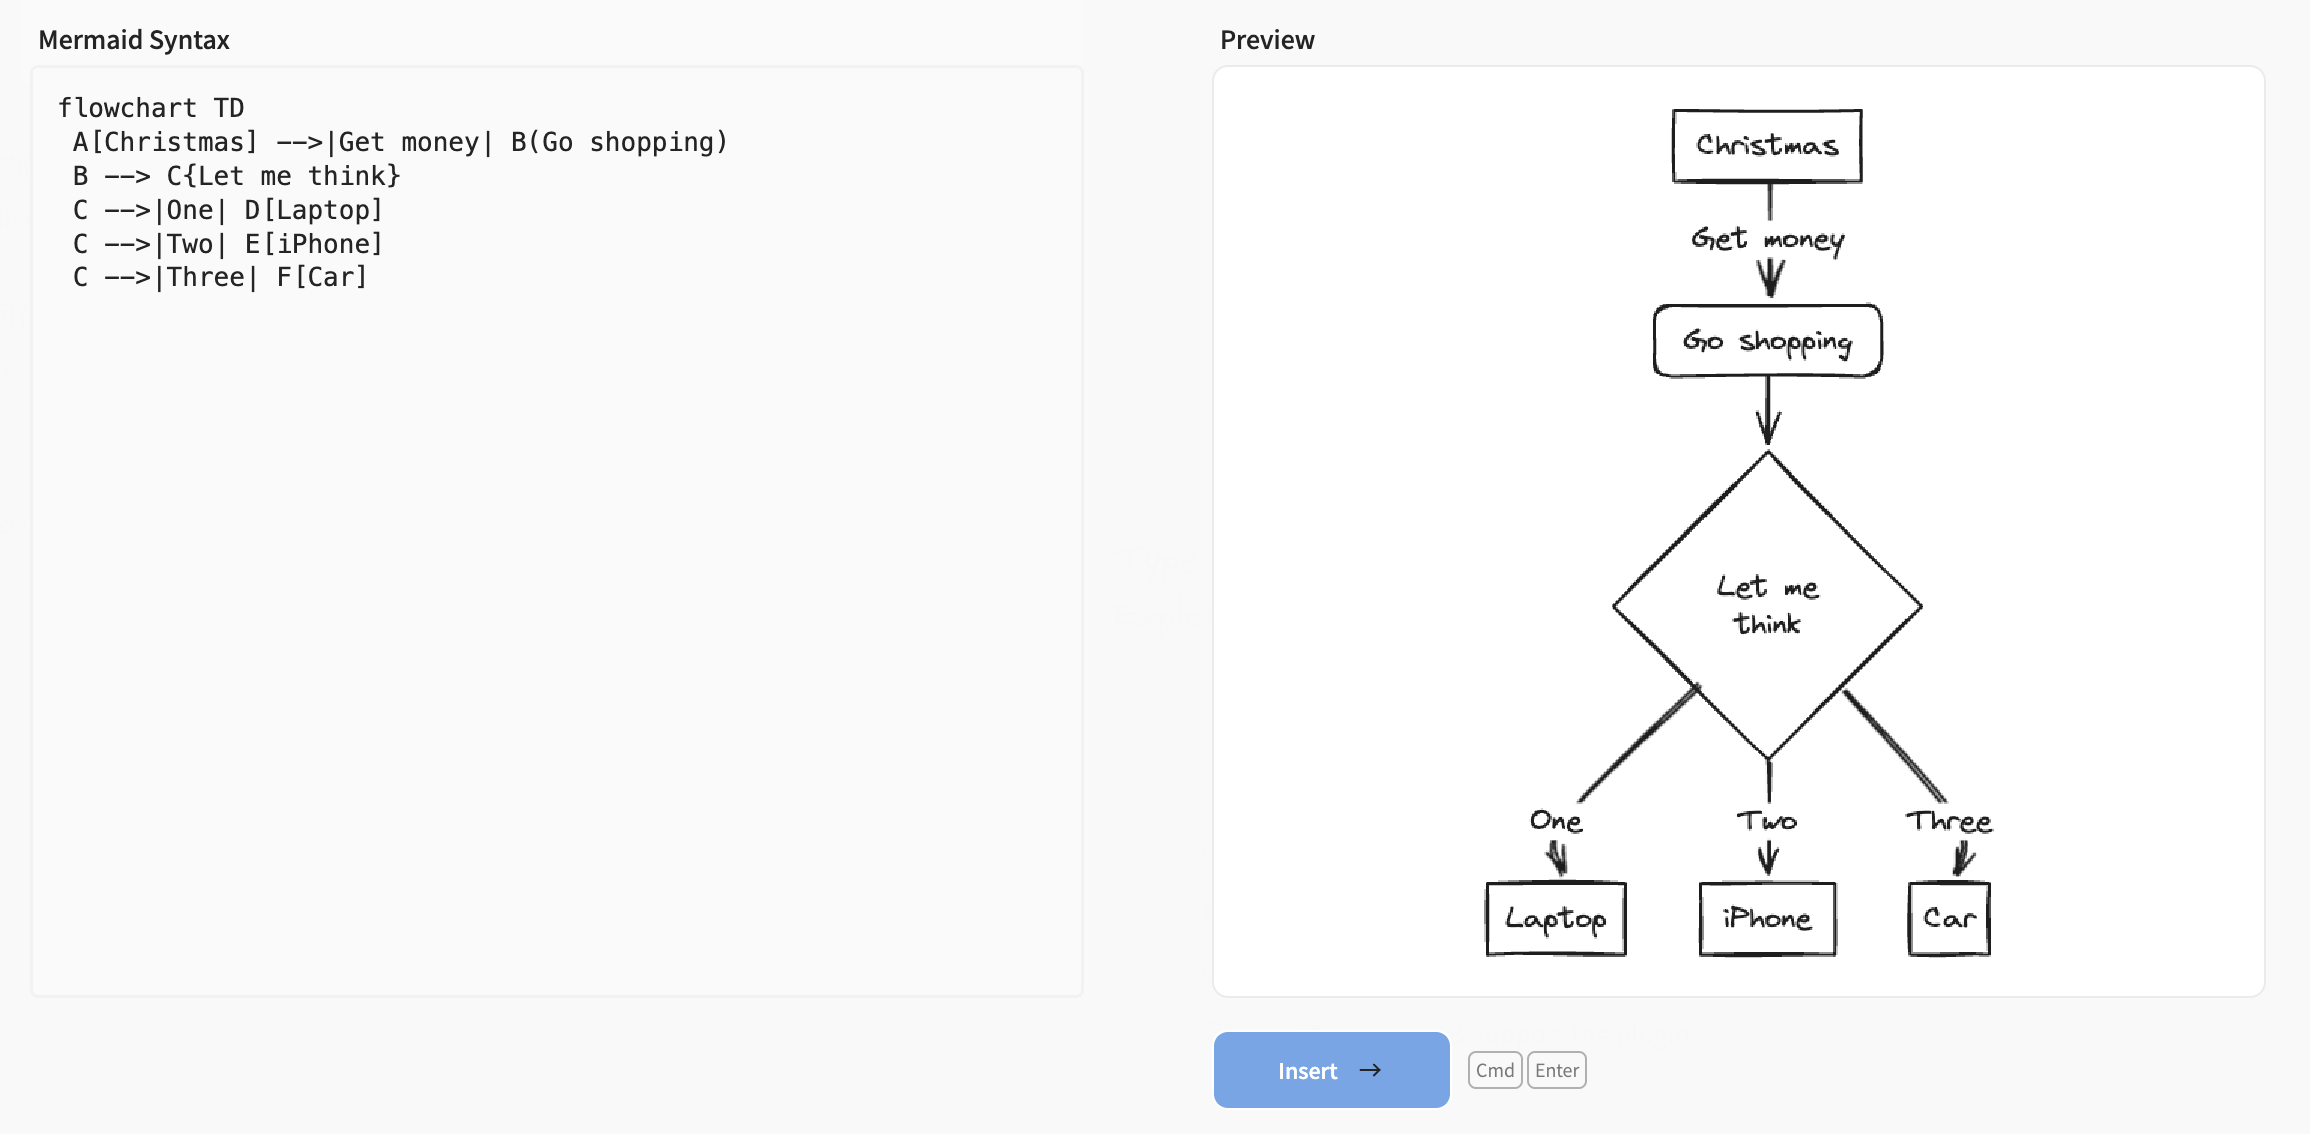 Mermaid Syntax
flowchart TD
 A[Christmas] -->|Get money| B(Go shopping)
 B --> C{Let me think}
 C -->|One| D[Laptop]
 C -->|Two| E[iPhone]
 C -->|Three| F[Car]
Preview
Christmas
Get money
Go shopping
Let me
think
One Two Three
Laptop iPhone Car
Insert →
Cmd Enter